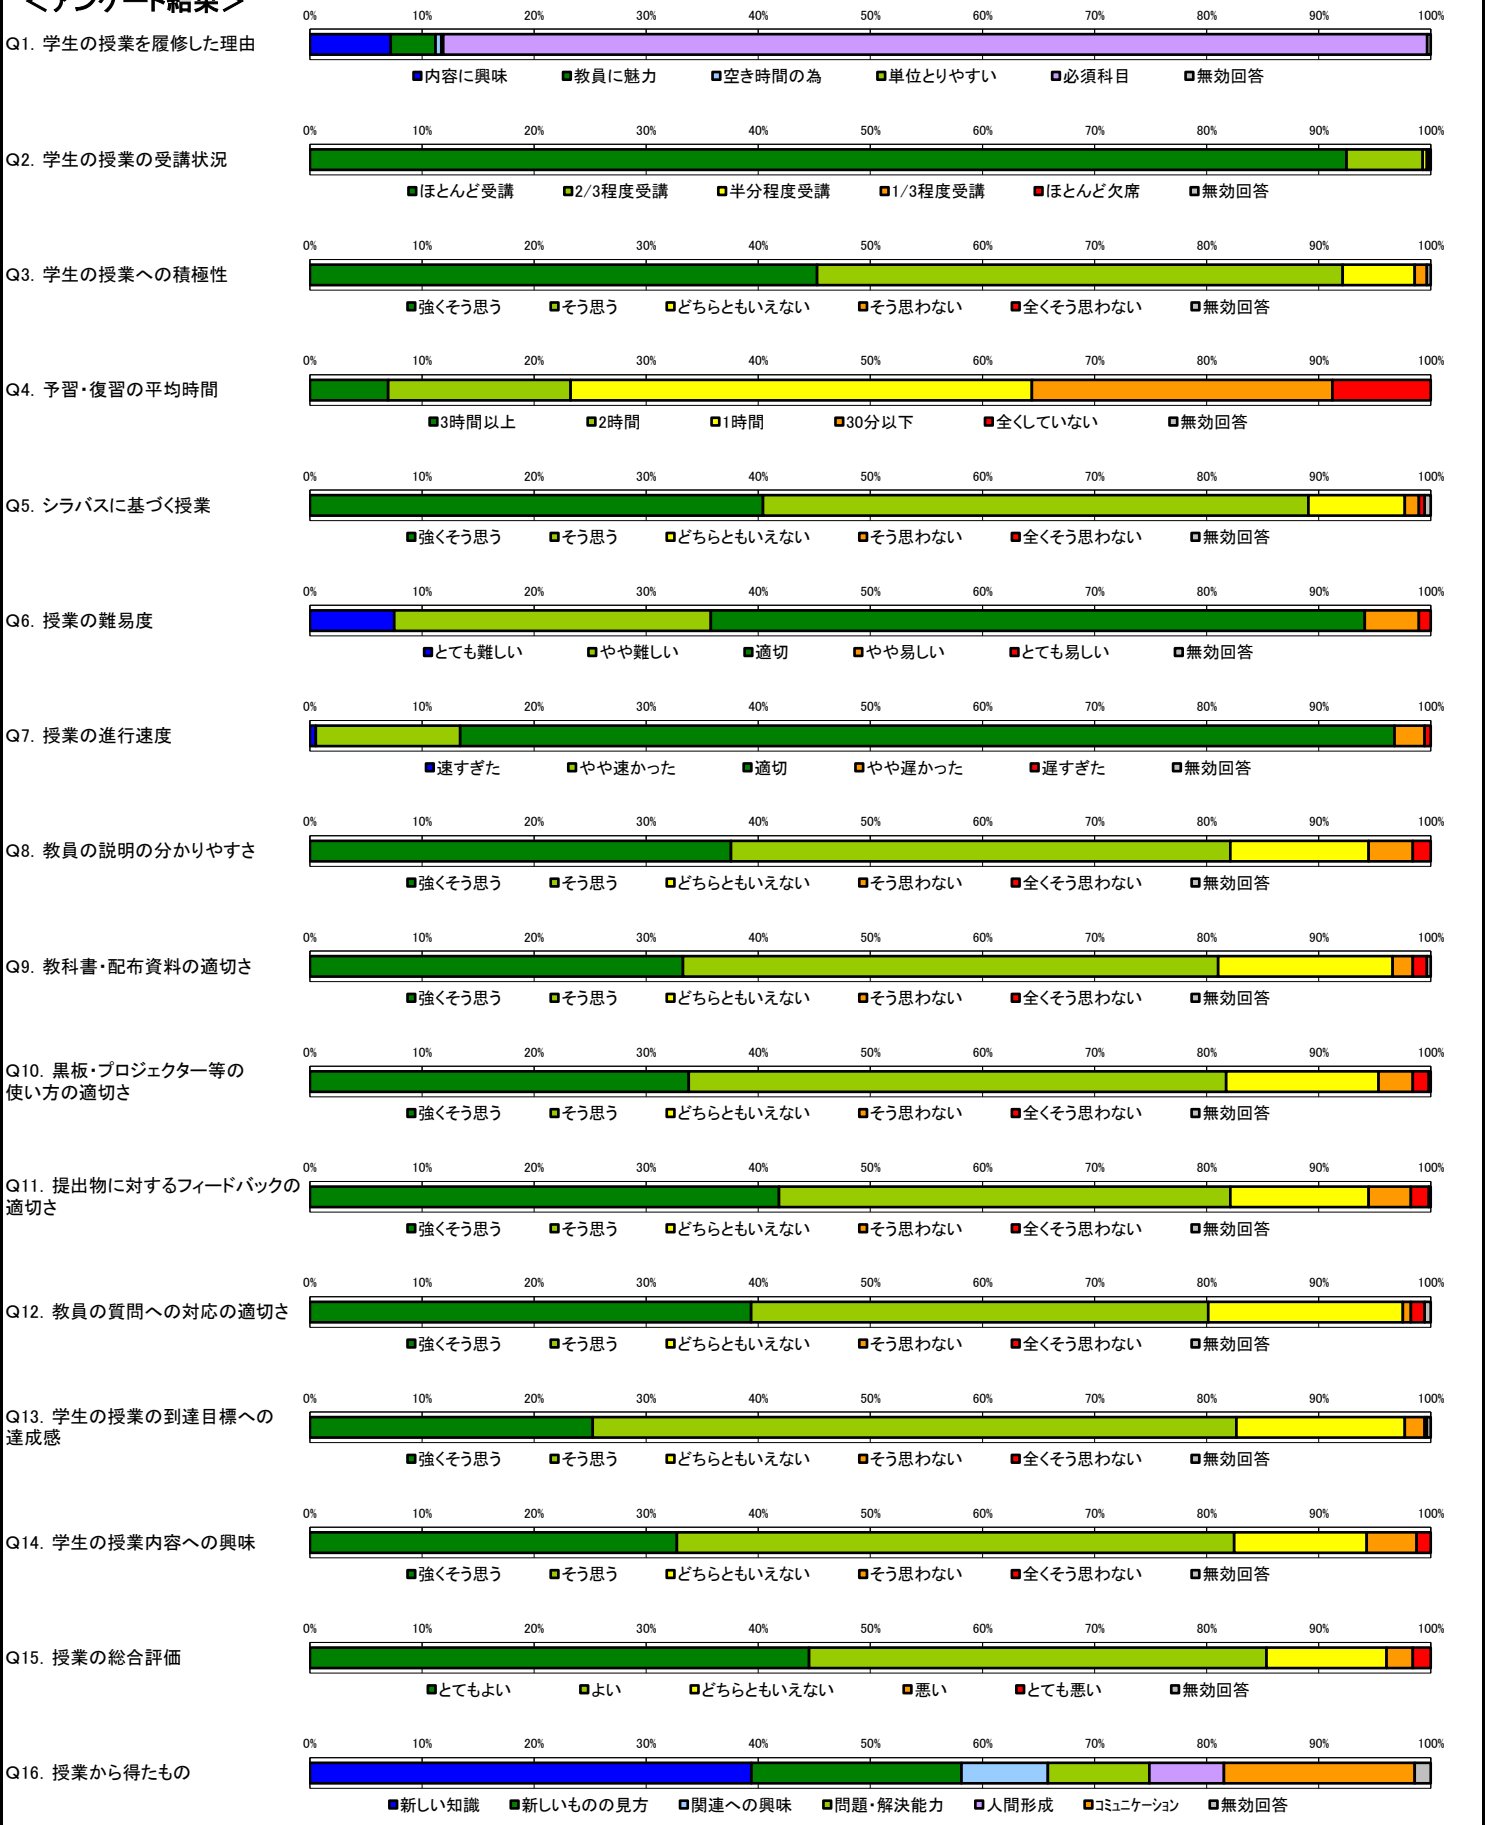 ＜アンケート結果＞
0% 10% 20% 30% 40% 50% 60% 70% 80% 90% 100%
Q1. 学生の授業を履修した理由
内容に興味 教員に魅力 空き時間の為 単位とりやすい 必須科目 無効回答
0% 10% 20% 30% 40% 50% 60% 70% 80% 90% 100%
Q2. 学生の授業の受講状況
ほとんど受講 2/3程度受講 半分程度受講 1/3程度受講 ほとんど欠席 無効回答
0% 10% 20% 30% 40% 50% 60% 70% 80% 90% 100%
Q3. 学生の授業への積極性
強くそう思う そう思う どちらともいえない そう思わない 全くそう思わない 無効回答
0% 10% 20% 30% 40% 50% 60% 70% 80% 90% 100%
Q4. 予習・復習の平均時間
3時間以上 2時間 1時間 30分以下 全くしていない 無効回答
0% 10% 20% 30% 40% 50% 60% 70% 80% 90% 100%
Q5. シラバスに基づく授業
強くそう思う そう思う どちらともいえない そう思わない 全くそう思わない 無効回答
0% 10% 20% 30% 40% 50% 60% 70% 80% 90% 100%
Q6. 授業の難易度
とても難しい やや難しい 適切 やや易しい とても易しい 無効回答
0% 10% 20% 30% 40% 50% 60% 70% 80% 90% 100%
Q7. 授業の進行速度
速すぎた やや速かった 適切 やや遅かった 遅すぎた 無効回答
0% 10% 20% 30% 40% 50% 60% 70% 80% 90% 100%
Q8. 教員の説明の分かりやすさ
強くそう思う そう思う どちらともいえない そう思わない 全くそう思わない 無効回答
0% 10% 20% 30% 40% 50% 60% 70% 80% 90% 100%
Q9. 教科書・配布資料の適切さ
強くそう思う そう思う どちらともいえない そう思わない 全くそう思わない 無効回答
0% 10% 20% 30% 40% 50% 60% 70% 80% 90% 100%
Q10. 黒板・プロジェクター等の
使い方の適切さ
強くそう思う そう思う どちらともいえない そう思わない 全くそう思わない 無効回答
0% 10% 20% 30% 40% 50% 60% 70% 80% 90% 100%
Q11. 提出物に対するフィードバックの
適切さ
強くそう思う そう思う どちらともいえない そう思わない 全くそう思わない 無効回答
0% 10% 20% 30% 40% 50% 60% 70% 80% 90% 100%
Q12. 教員の質問への対応の適切さ
強くそう思う そう思う どちらともいえない そう思わない 全くそう思わない 無効回答
0% 10% 20% 30% 40% 50% 60% 70% 80% 90% 100%
Q13. 学生の授業の到達目標への
達成感
強くそう思う そう思う どちらともいえない そう思わない 全くそう思わない 無効回答
0% 10% 20% 30% 40% 50% 60% 70% 80% 90% 100%
Q14. 学生の授業内容への興味
強くそう思う そう思う どちらともいえない そう思わない 全くそう思わない 無効回答
0% 10% 20% 30% 40% 50% 60% 70% 80% 90% 100%
Q15. 授業の総合評価
とてもよい よい どちらともいえない 悪い とても悪い 無効回答
0% 10% 20% 30% 40% 50% 60% 70% 80% 90% 100%
Q16. 授業から得たもの
新しい知識 新しいものの見方 関連への興味 問題・解決能力 人間形成 ｺﾐｭﾆｹｰｼｮﾝ 無効回答